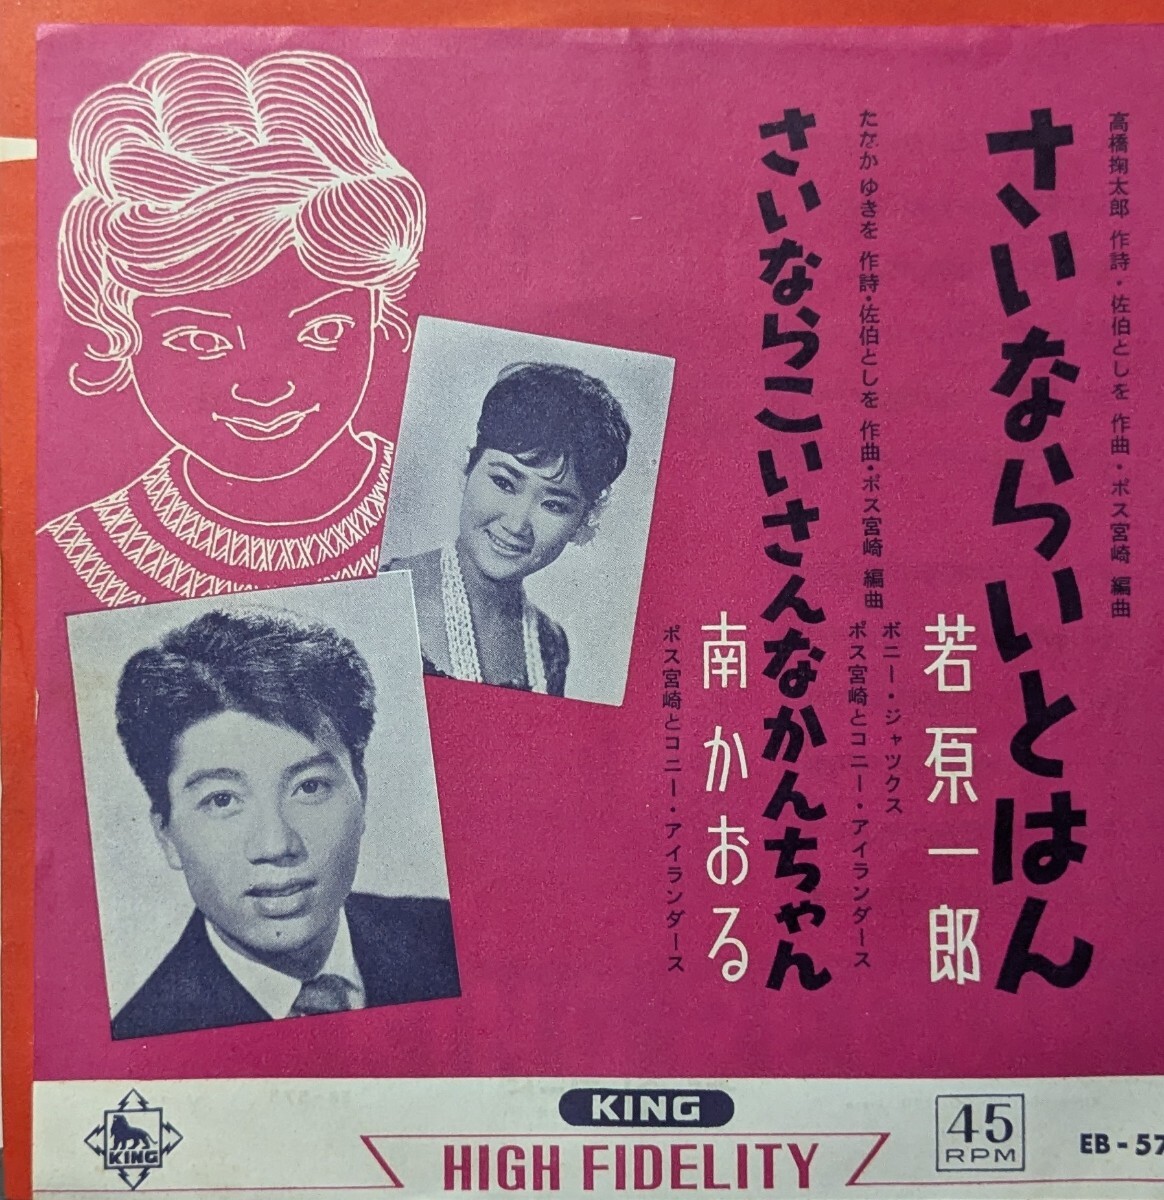 高橋掬太郎 作詩・佐伯としを 作曲・ボス宮崎 編曲
さいならいとはん
若原一郎
ボニー・ジャックス
ボス宮崎とコニー・アイランダース
たなかゆきを 作詩・佐伯としを 作曲・ボス宮崎 編曲
さいならこいさんなかんちゃん
南かおる
ボス宮崎とコニー・アイランダース
KING
KING
HIGH FIDELITY
45
RPM
EB-57